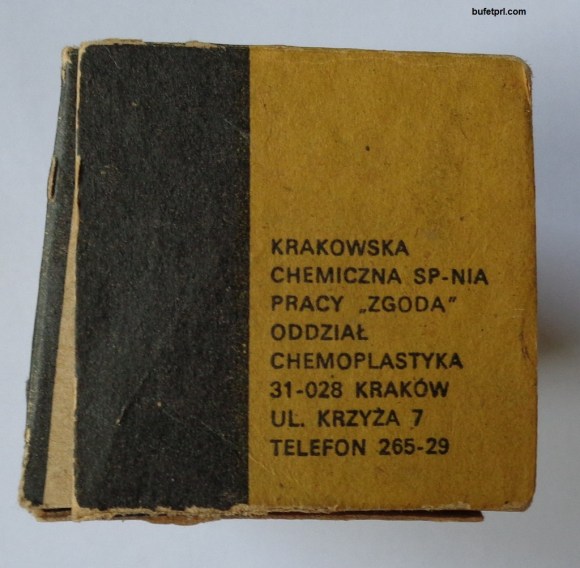 bufetprl.com
KRAKOWSKA
CHEMICZNA SP-NIA
PRACY „ZGODA”
ODDZIAŁ
CHEMOPLASTYKA
31-028 KRAKÓW
UL. KRZYŻA 7
TELEFON 265-29